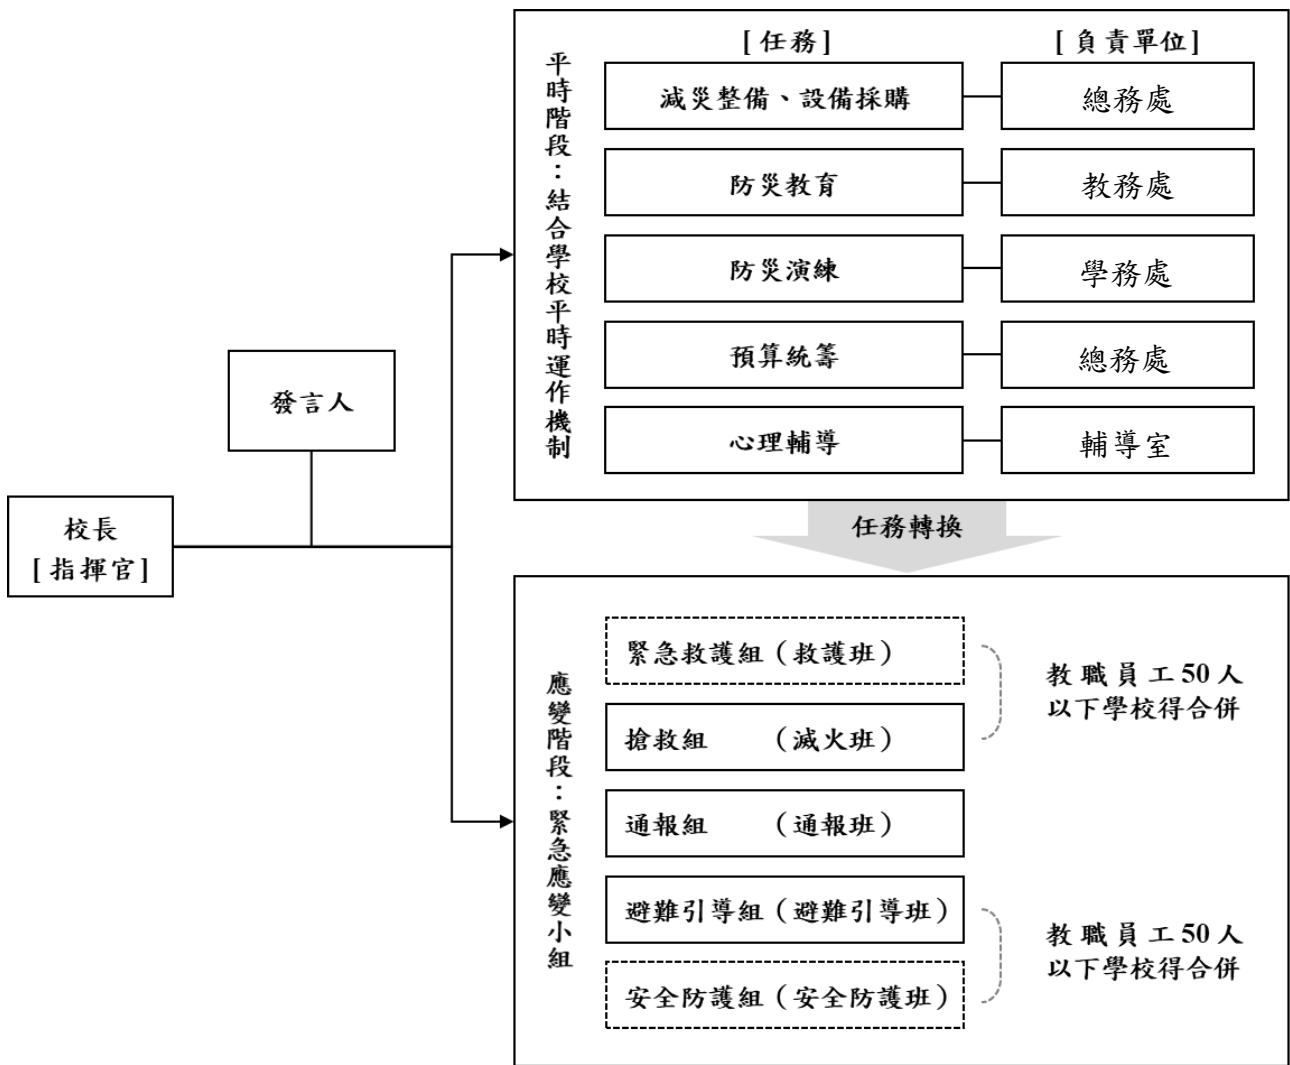 [任務]
[負責單位]
平時階段：結合學校平時運作機制
減災整備、設備採購
總務處
防災教育
教務處
防災演練
學務處
預算統籌
總務處
心理輔導
輔導室
發言人
校長
[指揮官]
任務轉換
應變階段：緊急應變小組
緊急救護組（救護班）
搶救組　　（滅火班）
教職員工50人
以下學校得合併
通報組　　（通報班）
避難引導組（避難引導班）
安全防護組（安全防護班）
教職員工50人
以下學校得合併